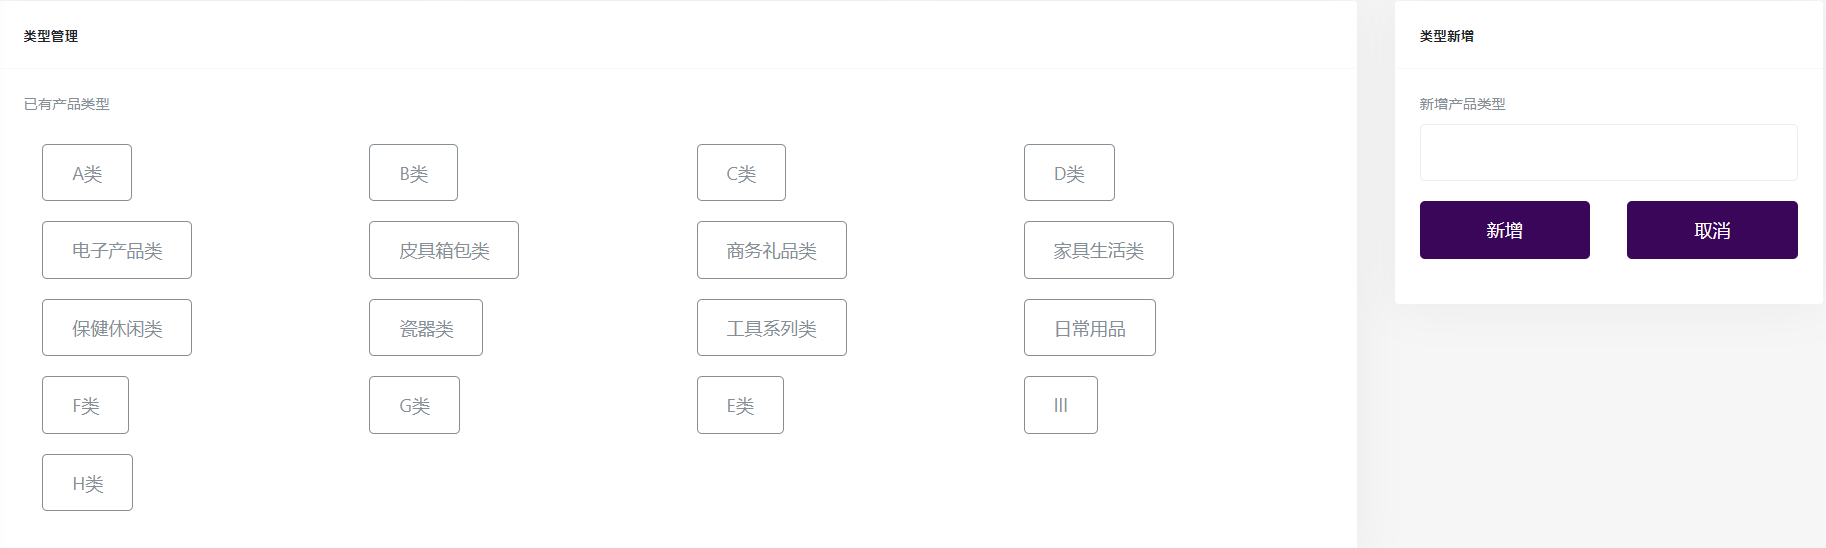 类型管理
已有产品类型
A类
B类
C类
D类
电子产品类
皮具箱包类
商务礼品类
家具生活类
保健休闲类
瓷器类
工具系列类
日常用品
F类
G类
E类
lll
H类
类型新增
新增产品类型
新增
取消